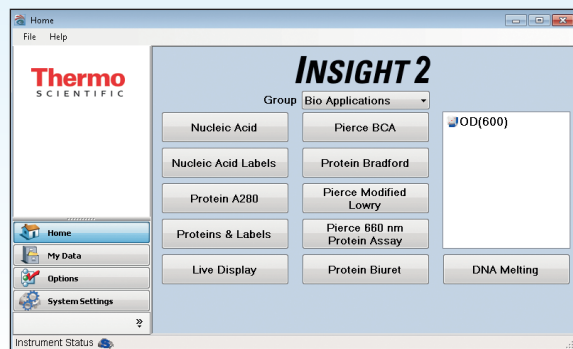 Home
File Help
Thermo
SCIENTIFIC
INSIGHT 2
Group Bio Applications
Nucleic Acid
Pierce BCA
OD(600)
Nucleic Acid Labels
Protein Bradford
Protein A280
Pierce Modified
Lowry
Proteins & Labels
Pierce 660 nm
Protein Assay
Live Display
Protein Biuret
DNA Melting
Home
My Data
Options
System Settings
Instrument Status